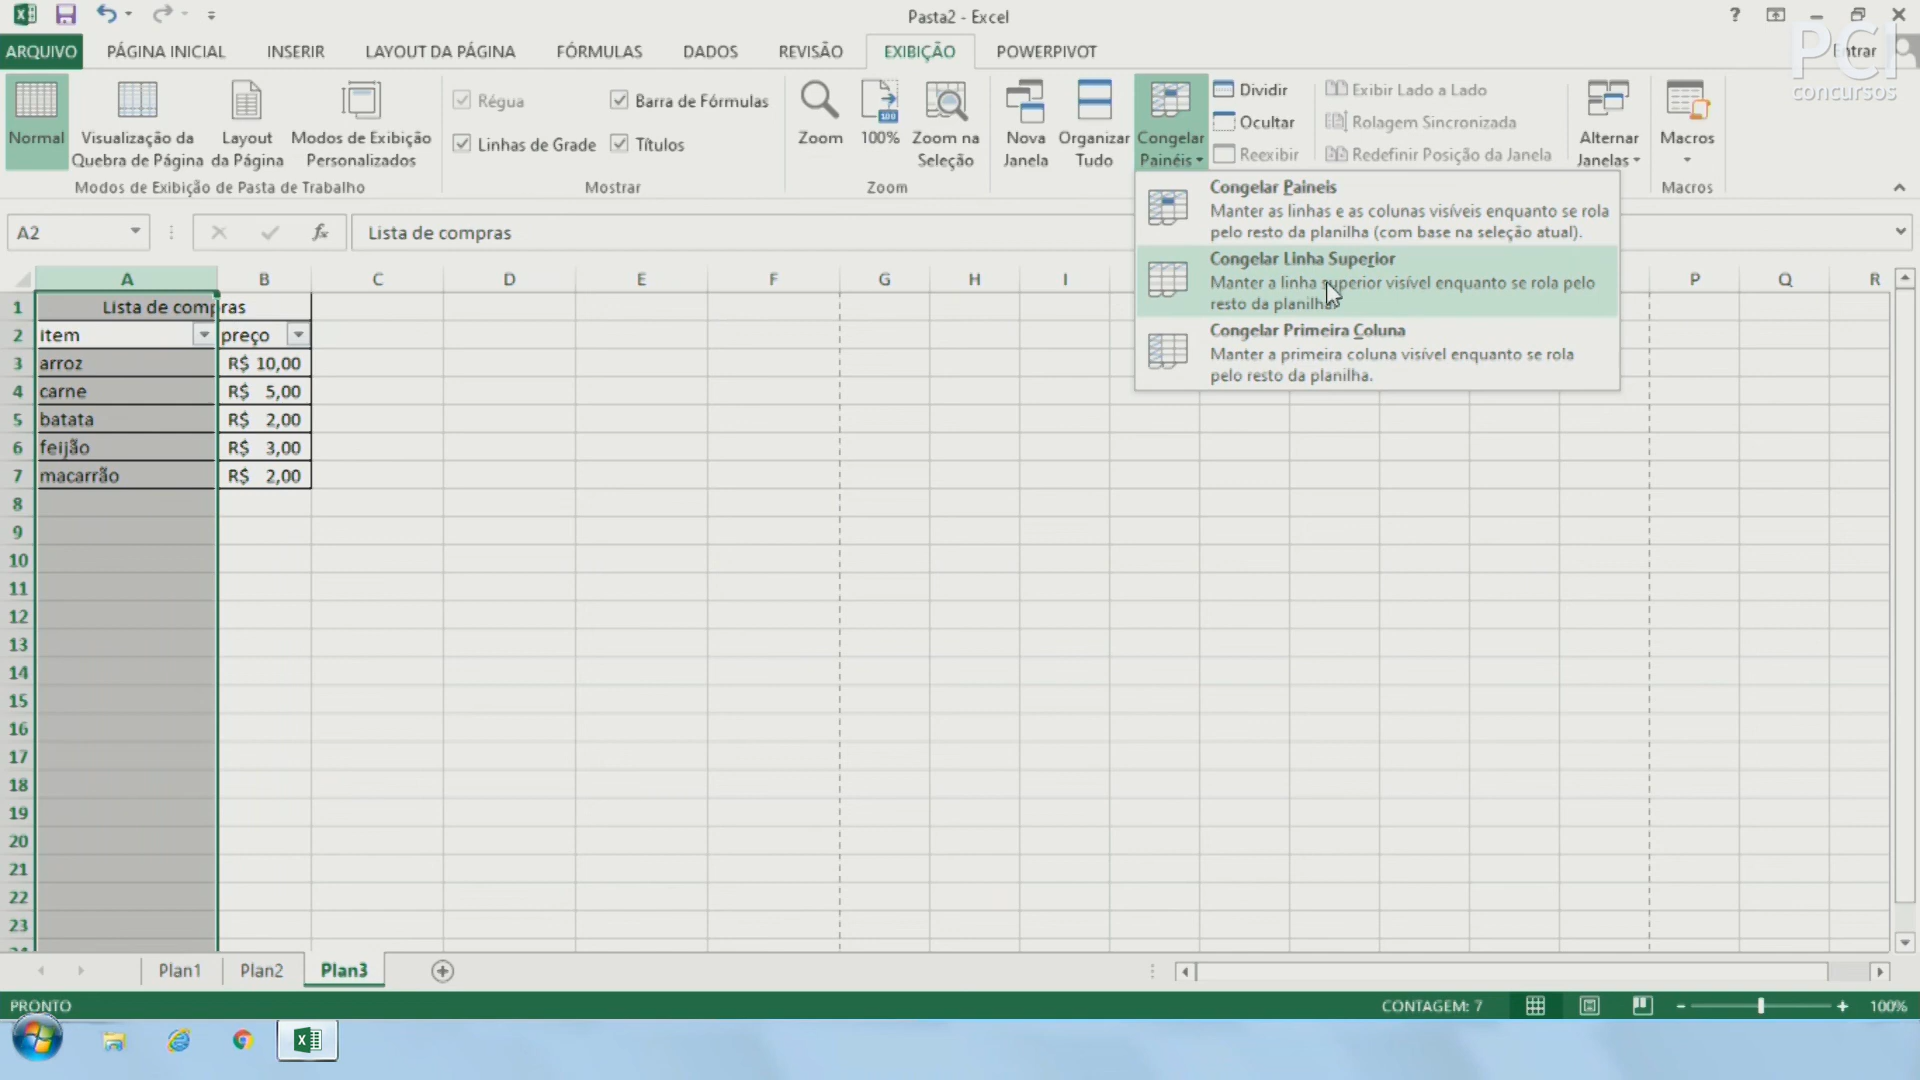 Pasta2 - Excel
?
PCI
concursos
Entrar
ARQUIVO PÁGINA INICIAL INSERIR LAYOUT DA PÁGINA FÓRMULAS DADOS REVISÃO EXIBIÇÃO POWERPIVOT
Normal
Visualização da
Quebra de Página
Layout
da Página
Modos de Exibição
Personalizados
Modos de Exibição de Pasta de Trabalho
Régua
Barra de Fórmulas
Linhas de Grade
Títulos
Mostrar
Zoom
100
100%
Zoom na
Seleção
Zoom
Nova
Janela
Organizar
Tudo
Congelar
Painéis
Dividir
Ocultar
Reexibir
Exibir Lado a Lado
Rolagem Sincronizada
Redefinir Posição da Janela
Alternar
Janelas
Macros
Macros
Congelar Paineis
Manter as linhas e as colunas visíveis enquanto se rola
pelo resto da planilha (com base na seleção atual).
Congelar Linha Superior
Manter a linha superior visível enquanto se rola pelo
resto da planilha.
Congelar Primeira Coluna
Manter a primeira coluna visível enquanto se rola
pelo resto da planilha.
A2
fx
Lista de compras
A B C D E F G H I P Q R
1 Lista de compras
2 item preço
3 arroz R$ 10,00
4 carne R$ 5,00
5 batata R$ 2,00
6 feijão R$ 3,00
7 macarrão R$ 2,00
8
9
10
11
12
13
14
15
16
17
18
19
20
21
22
23
Plan1 Plan2 Plan3
PRONTO
CONTAGEM: 7
100%